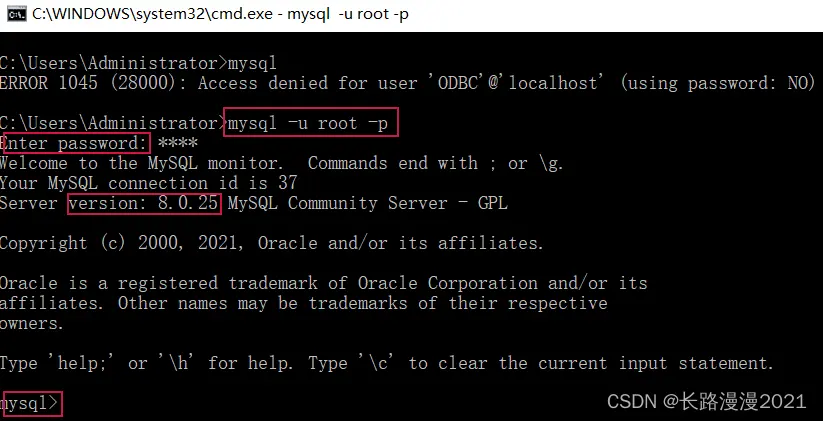 C:\WINDOWS\system32\cmd.exe - mysql -u root -p
C:\Users\Administrator>mysql
ERROR 1045 (28000): Access denied for user 'ODBC'@'localhost' (using password: NO)
C:\Users\Administrator>mysql -u root -p
Enter password: ****
Welcome to the MySQL monitor.  Commands end with ; or \g.
Your MySQL connection id is 37
Server version: 8.0.25 MySQL Community Server - GPL
Copyright (c) 2000, 2021, Oracle and/or its affiliates.
Oracle is a registered trademark of Oracle Corporation and/or its
affiliates. Other names may be trademarks of their respective
owners.
Type 'help;' or '\h' for help. Type '\c' to clear the current input statement.
mysql>
CSDN @长路漫漫2021